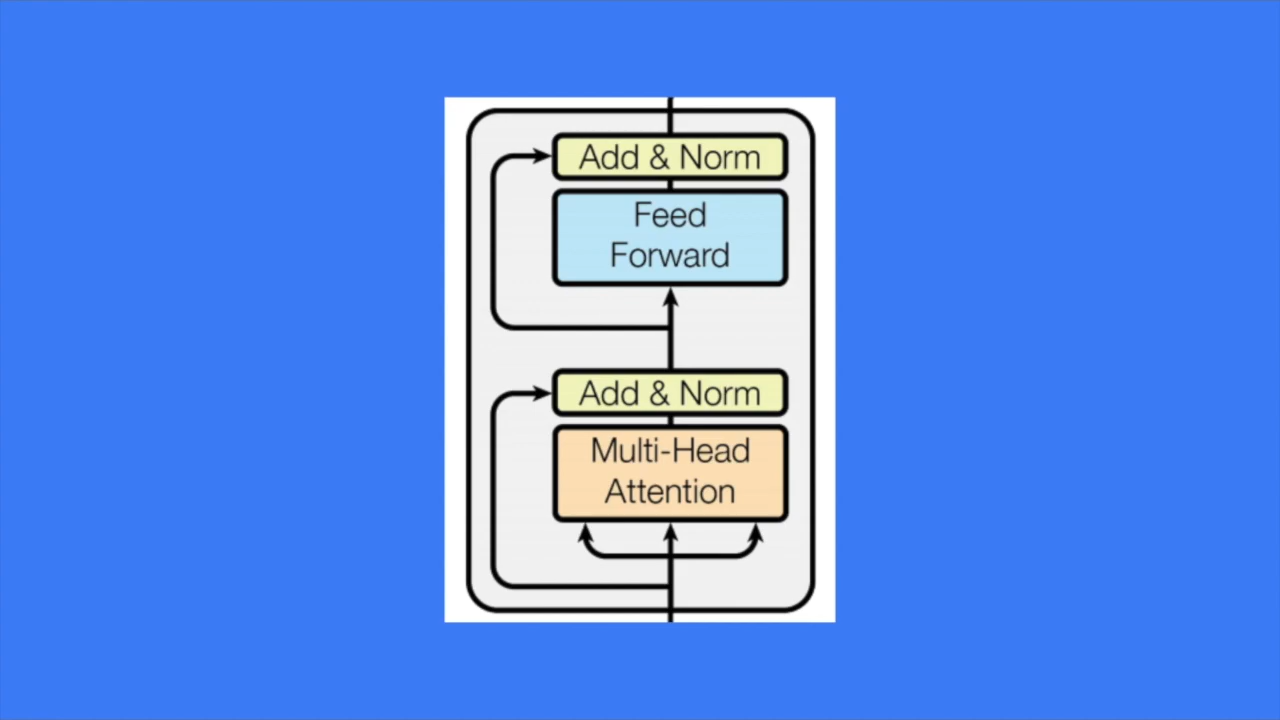 Add & Norm
Feed
Forward
Add & Norm
Multi-Head
Attention